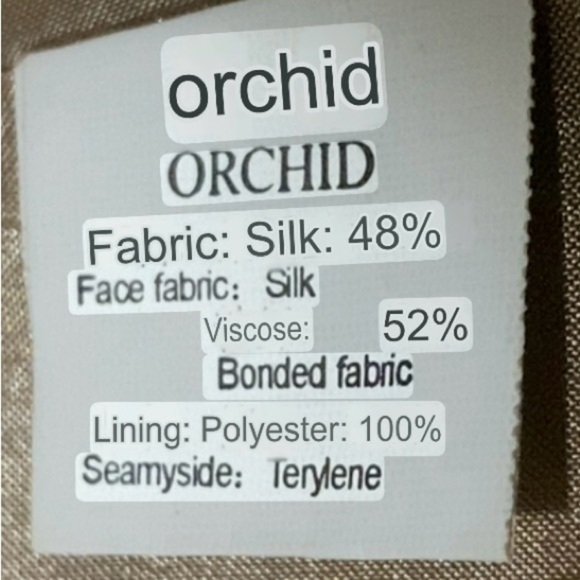 orchid
ORCHID
Fabric: Silk: 48%
Face fabric: Silk
Viscose: 52%
Bonded fabric
Lining: Polyester: 100%
Seamyside: Terylene